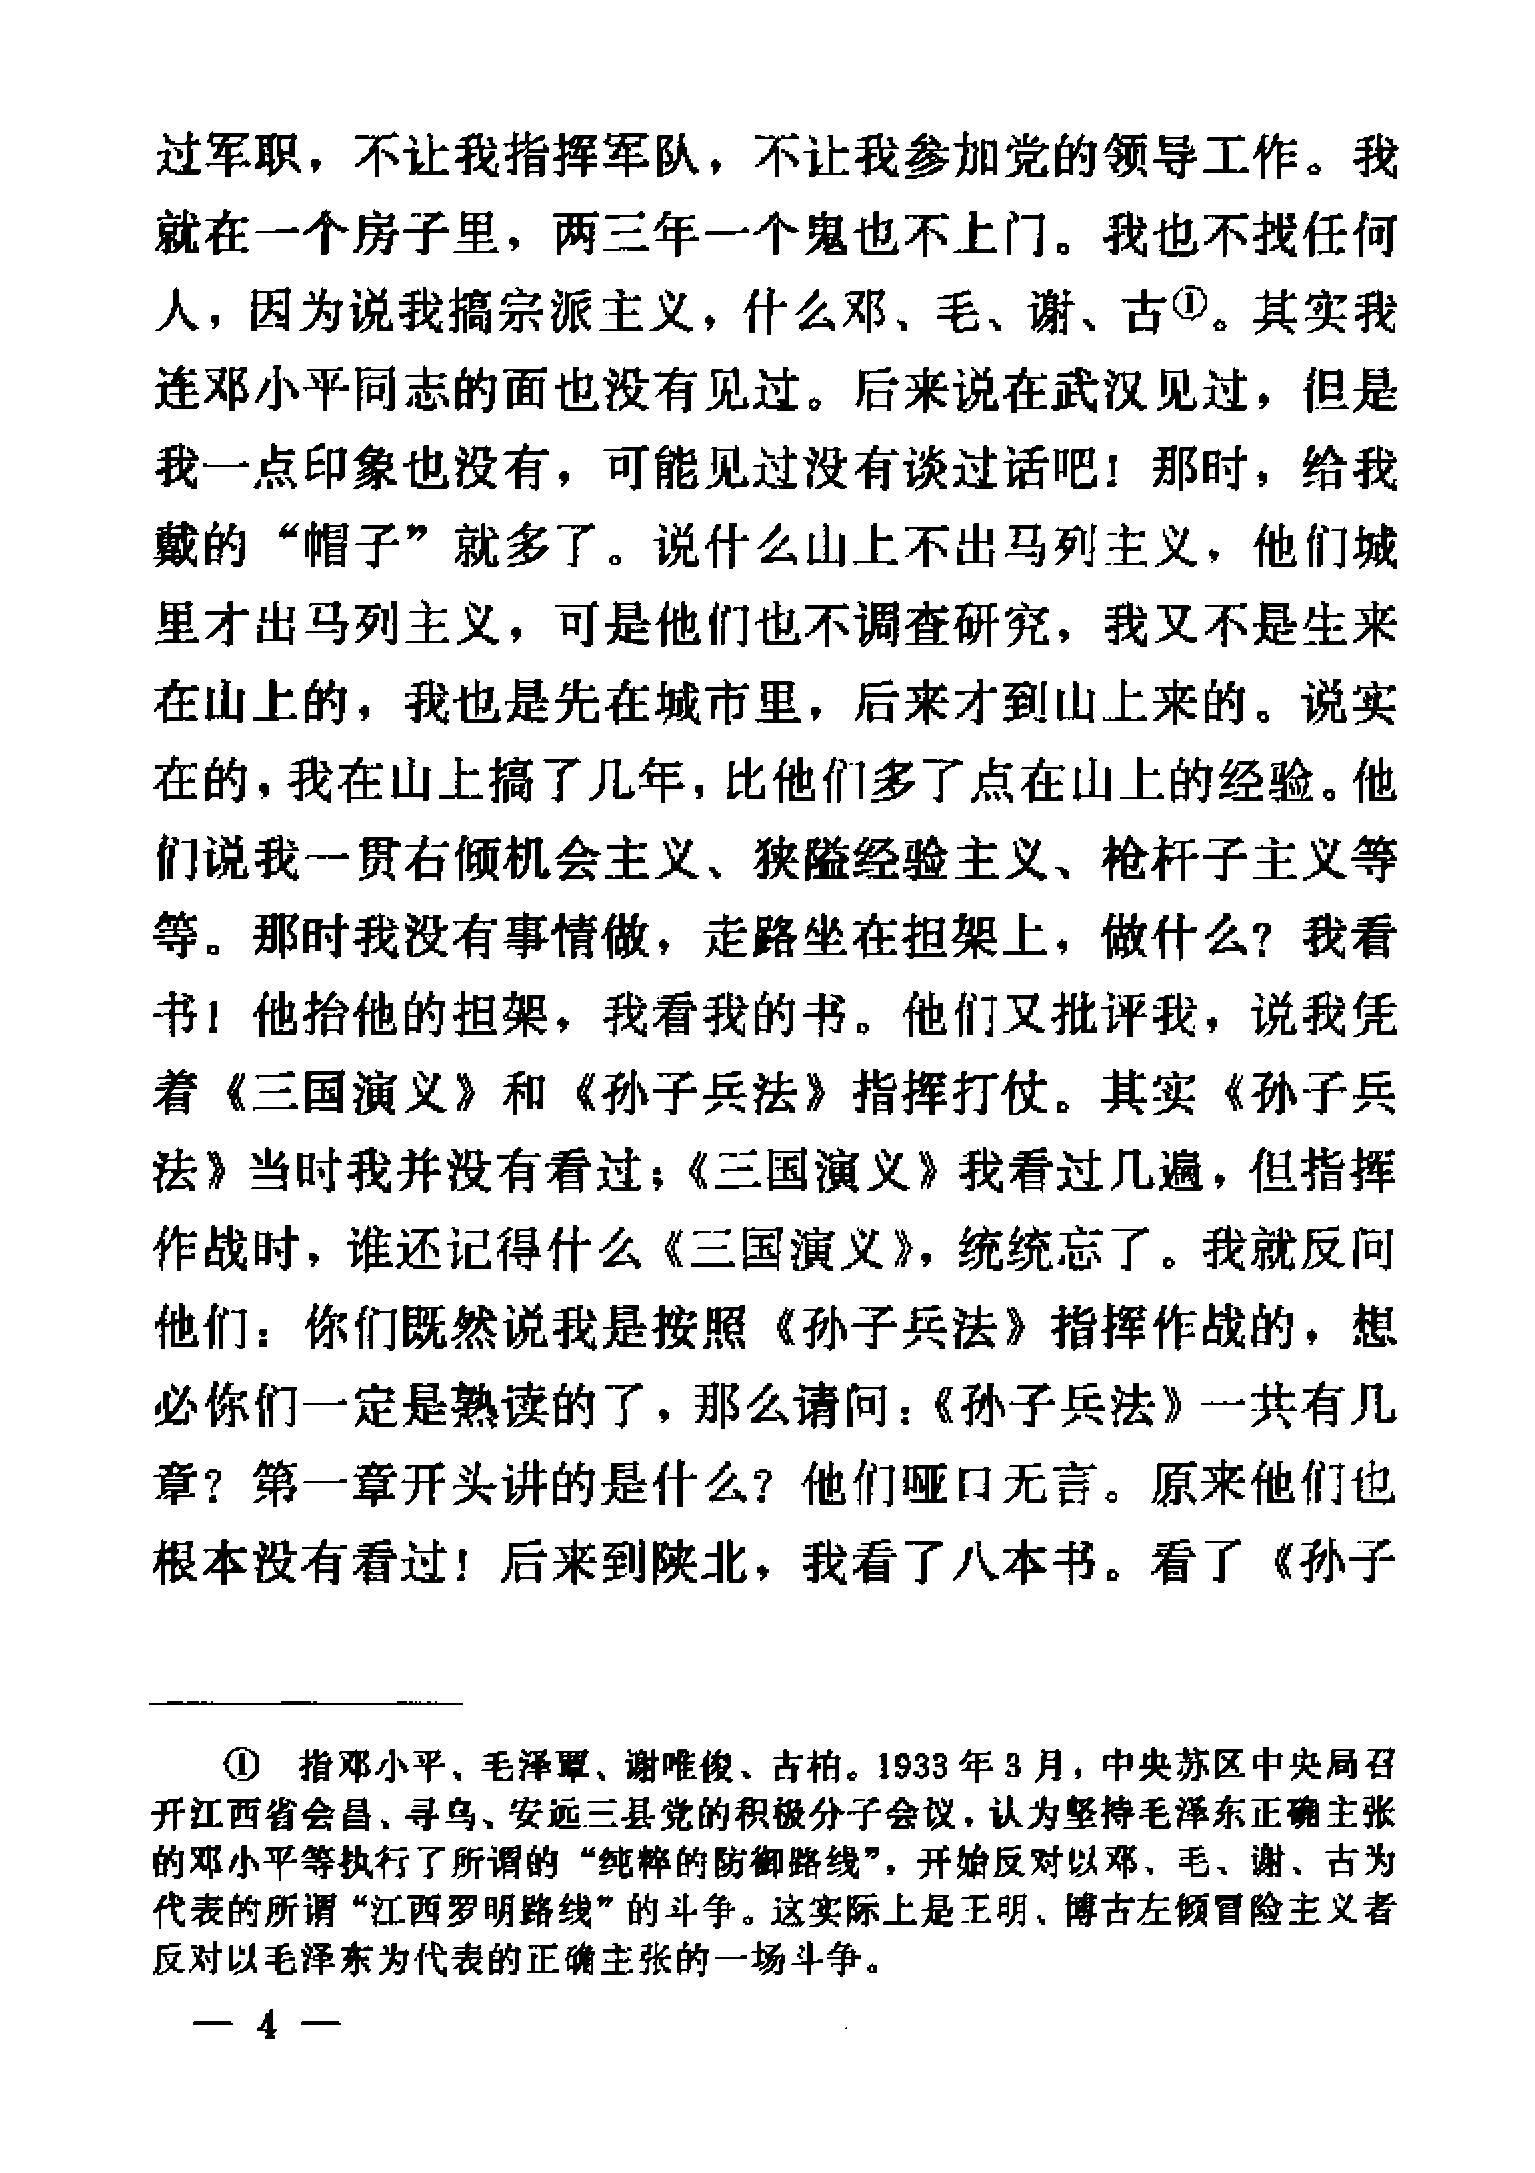 过军职，不让我指挥军队，不让我参加党的领导工作。我
就在一个房子里，两三年一个鬼也不上门。我也不找任何
人，因为说我搞宗派主义，什么邓、毛、谢、古①。其实我
连邓小平同志的面也没有见过。后来说在武汉见过，但是
我一点印象也没有，可能见过没有谈过话吧！那时，给我
戴的“帽子”就多了。说什么山上不出马列主义，他们城
里才出马列主义，可是他们也不调查研究，我又不是生来
在山上的，我也是先在城市里，后来才到山上来的。说实
在的，我在山上搞了几年，比他们多了点在山上的经验。他
们说我一贯右倾机会主义、狭隘经验主义、枪杆子主义等
等。那时我没有事情做，走路坐在担架上，做什么？我看
书！他抬他的担架，我看我的书。他们又批评我，说我凭
着《三国演义》和《孙子兵法》指挥打仗。其实《孙子兵
法》当时我并没有看过；《三国演义》我看过几遍，但指挥
作战时，谁还记得什么《三国演义》，统统忘了。我就反问
他们：你们既然说我是按照《孙子兵法》指挥作战的，想
必你们一定是熟读的了，那么请问：《孙子兵法》一共有几
章？第一章开头讲的是什么？他们哑口无言。原来他们也
根本没有看过！后来到陕北，我看了八本书。看了《孙子
① 指邓小平、毛泽覃、谢唯俊、古柏。1933年3月，中央苏区中央局召
开江西省会昌、寻乌、安远三县党的积极分子会议，认为坚持毛泽东正确主张
的邓小平等执行了所谓的“纯粹的防御路线”，开始反对以邓、毛、谢、古为
代表的所谓“江西罗明路线”的斗争。这实际上是王明、博古左倾冒险主义者
反对以毛泽东为代表的正确主张的一场斗争。
— 4 —